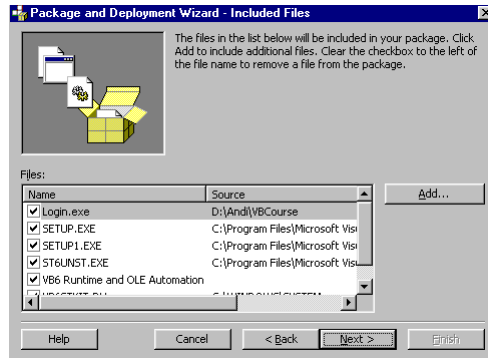 Package and Deployment Wizard - Included Files
The files in the list below will be included in your package. Click
Add to include additional files. Clear the checkbox to the left of
the file name to remove a file from the package.
Files:
Name Source
Add...
Login.exe D:\Andi\VBCourse
SETUP.EXE C:\Program Files\Microsoft Vis
SETUP1.EXE C:\Program Files\Microsoft Vis
ST6UNST.EXE C:\Program Files\Microsoft Vis
VB6 Runtime and OLE Automation
Help Cancel < Back Next > Finish